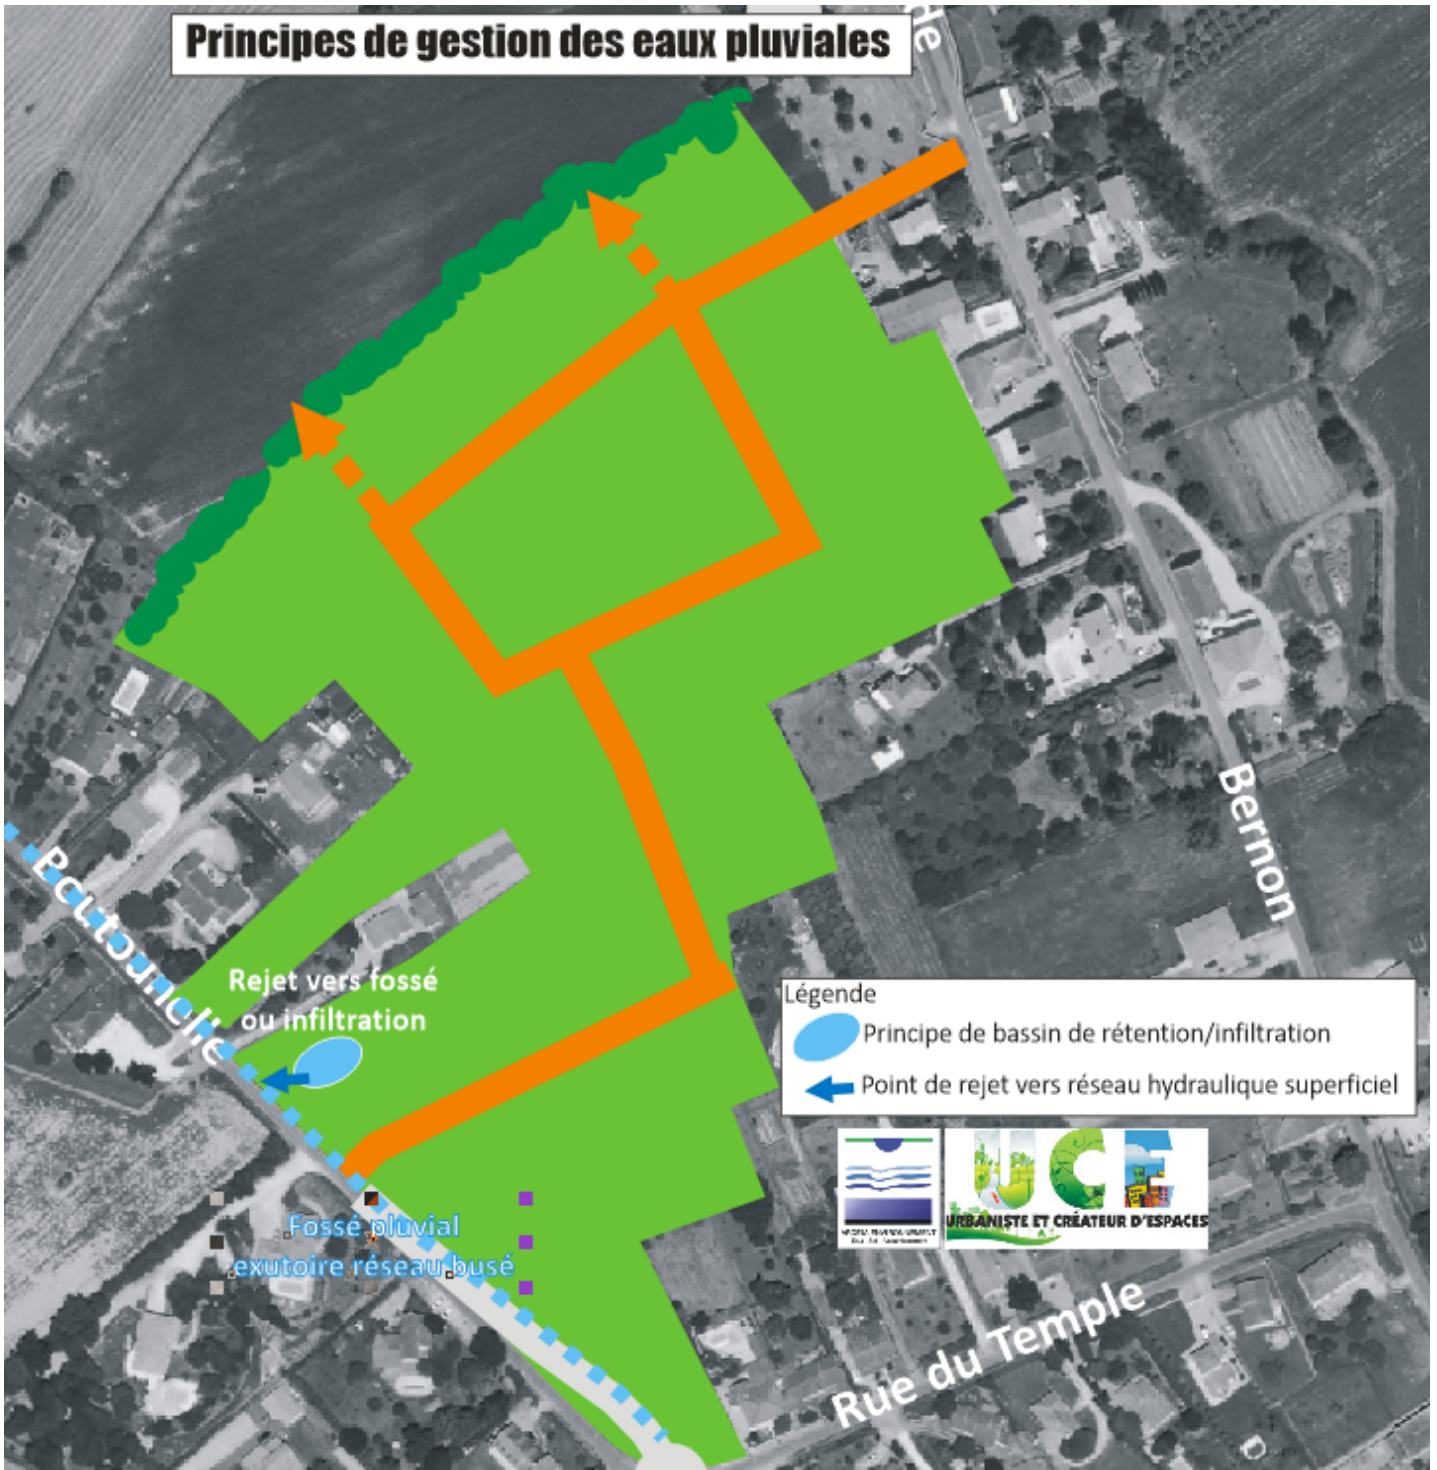 Principes de gestion des eaux pluviales
de
Bernon
Rejet vers fossé
ou infiltration
Légende
Principe de bassin de rétention/infiltration
Point de rejet vers réseau hydraulique superficiel
UCE
URBANISTE ET CRÉATEUR D'ESPACES
Fossé pluvial
exutoire réseau busé
Rue du Temple